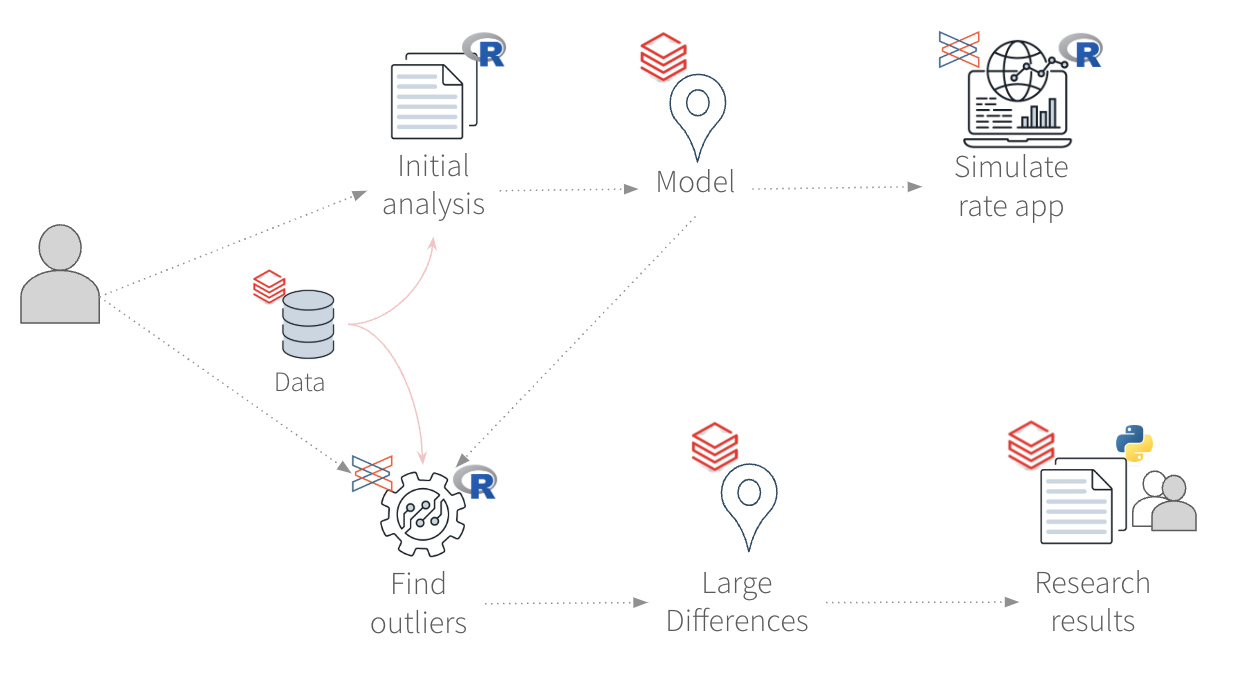 R
R
Initial
analysis
Model
Simulate
rate app
Data
R
Find
outliers
Large
Differences
Research
results